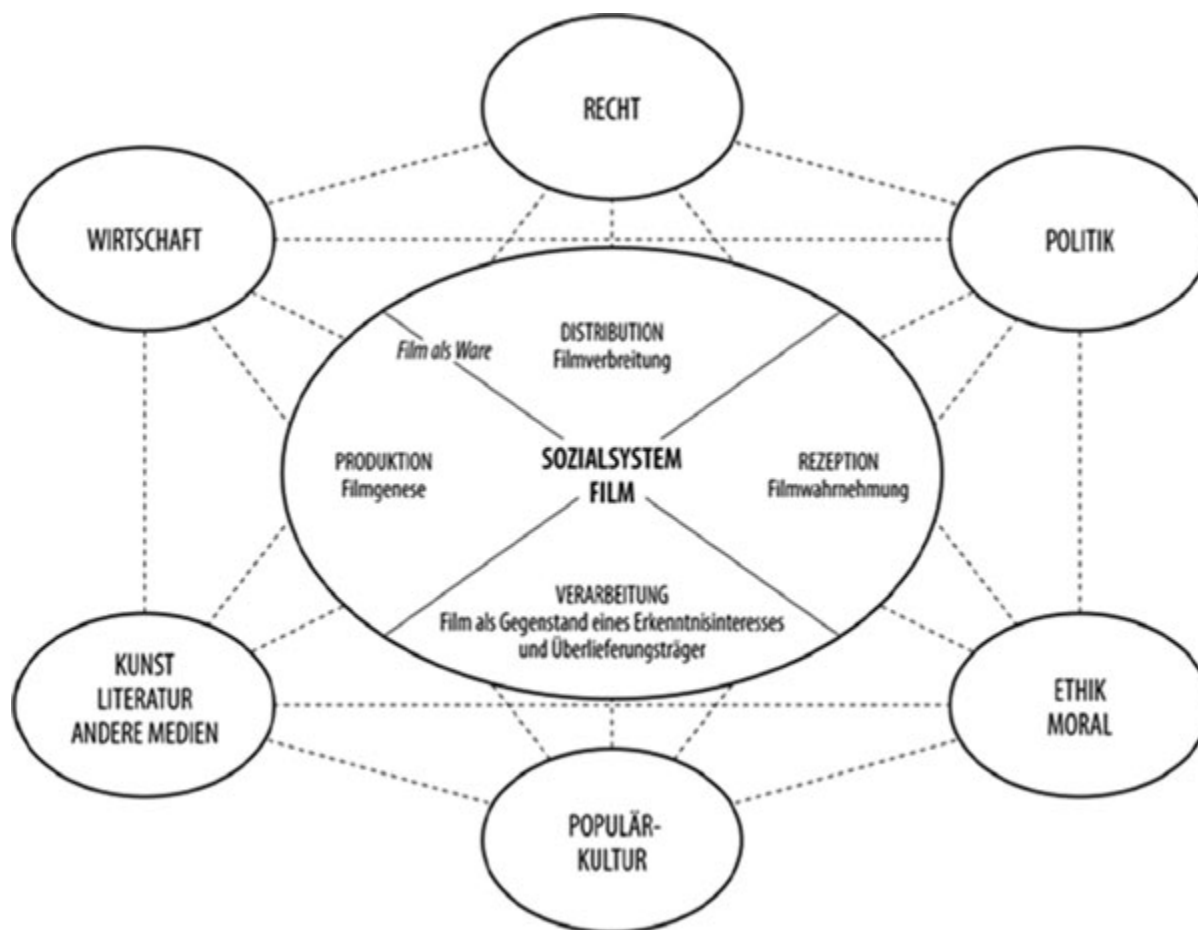 RECHT
WIRTSCHAFT
POLITIK
Film als Ware
DISTRIBUTION
Filmverbreitung
PRODUKTION
Filmgenese
SOZIALSYSTEM
FILM
REZEPTION
Filmwahrnehmung
VERARBEITUNG
Film als Gegenstand eines Erkenntnisinteresses
und Überlieferungsträger
KUNST
LITERATUR
ANDERE MEDIEN
ETHIK
MORAL
POPULÄR-
KULTUR